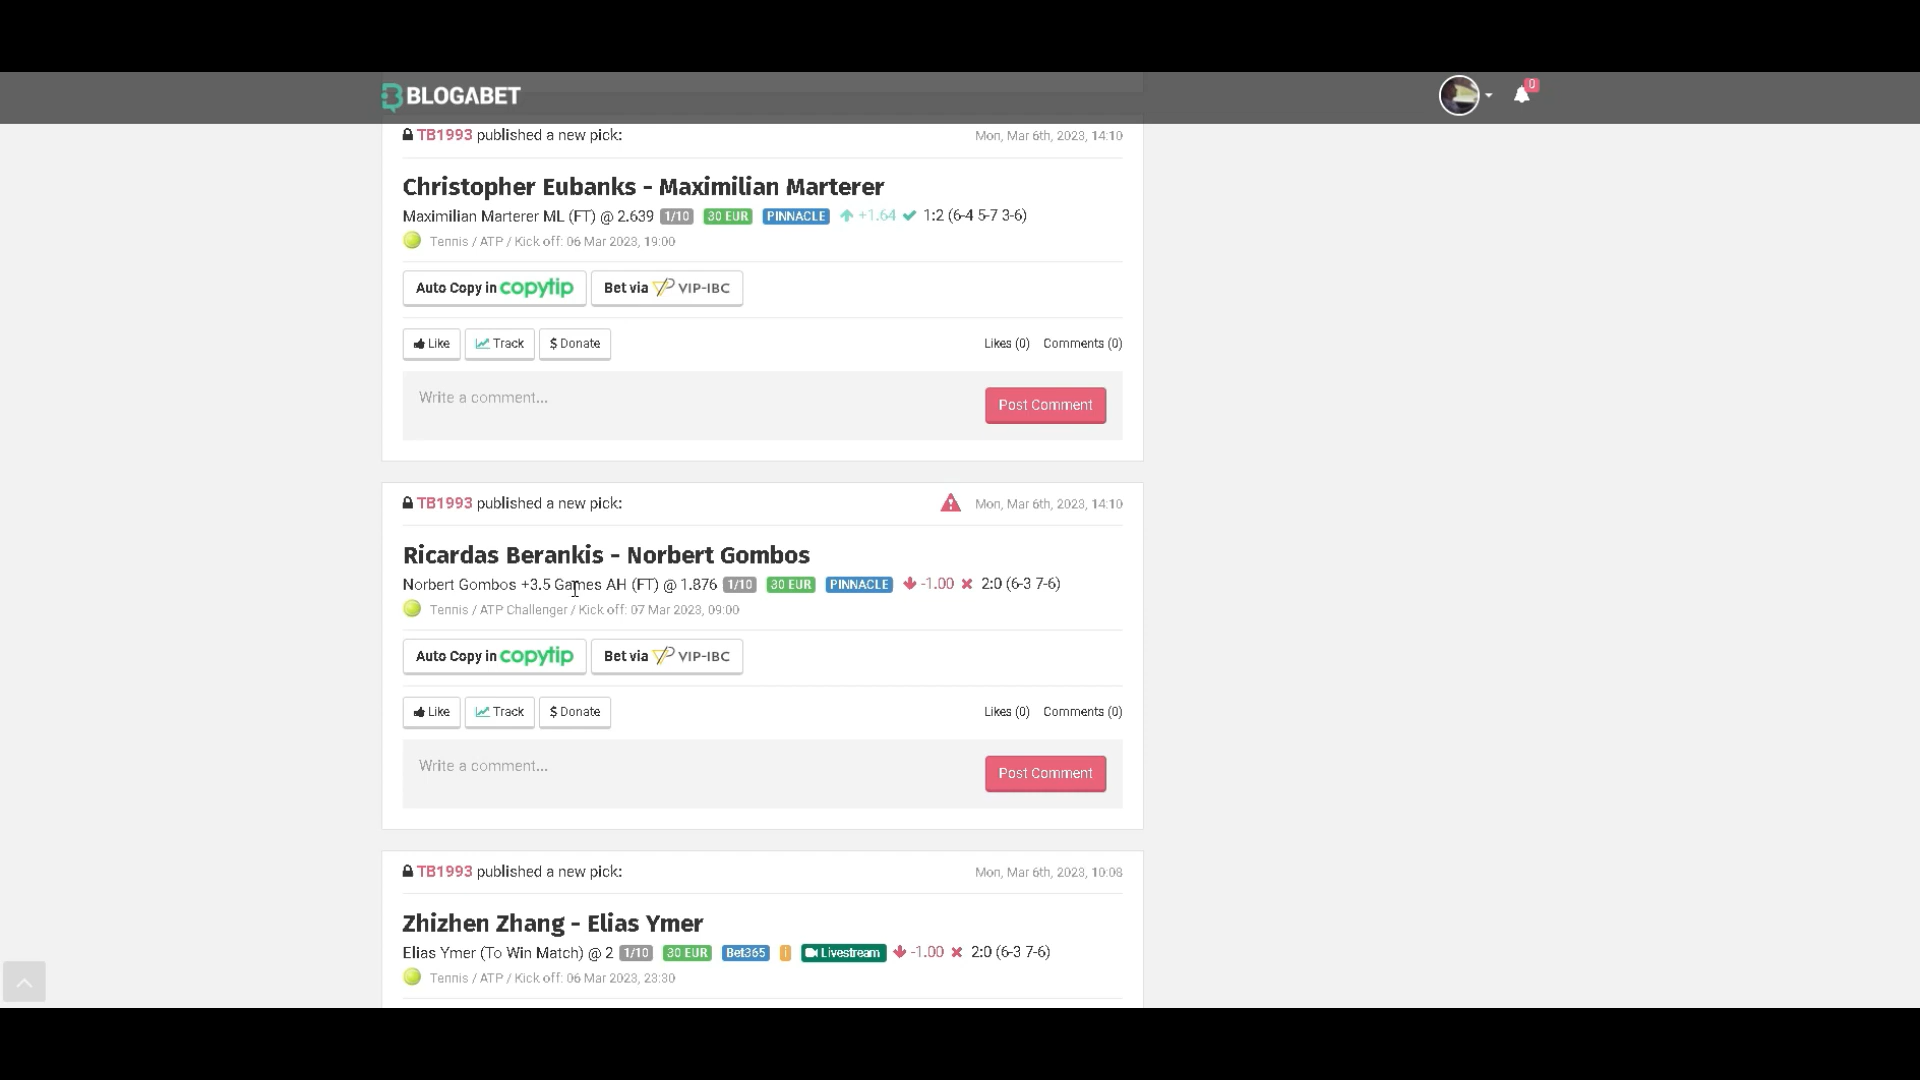 BLOGABET
0
TB1993 published a new pick:
Mon, Mar 6th, 2023, 14:10
Christopher Eubanks - Maximilian Marterer
Maximilian Marterer ML (FT) @ 2.639 1/10 30 EUR PINNACLE +1.64 1:2 (6-4 5-7 3-6)
Tennis / ATP / Kick off: 06 Mar 2023, 19:00
Auto Copy in copytip Bet via VIP-IBC
Like Track $ Donate Likes (0) Comments (0)
Write a comment...
Post Comment
TB1993 published a new pick:
Mon, Mar 6th, 2023, 14:10
Ricardas Berankis - Norbert Gombos
Norbert Gombos +3.5 Games AH (FT) @ 1.876 1/10 30 EUR PINNACLE -1.00 2:0 (6-3 7-6)
Tennis / ATP Challenger / Kick off: 07 Mar 2023, 09:00
Auto Copy in copytip Bet via VIP-IBC
Like Track $ Donate Likes (0) Comments (0)
Write a comment...
Post Comment
TB1993 published a new pick:
Mon, Mar 6th, 2023, 10:08
Zhizhen Zhang - Elias Ymer
Elias Ymer (To Win Match) @ 2 1/10 30 EUR Bet365 i Livestream -1.00 2:0 (6-3 7-6)
Tennis / ATP / Kick off: 06 Mar 2023, 23:30